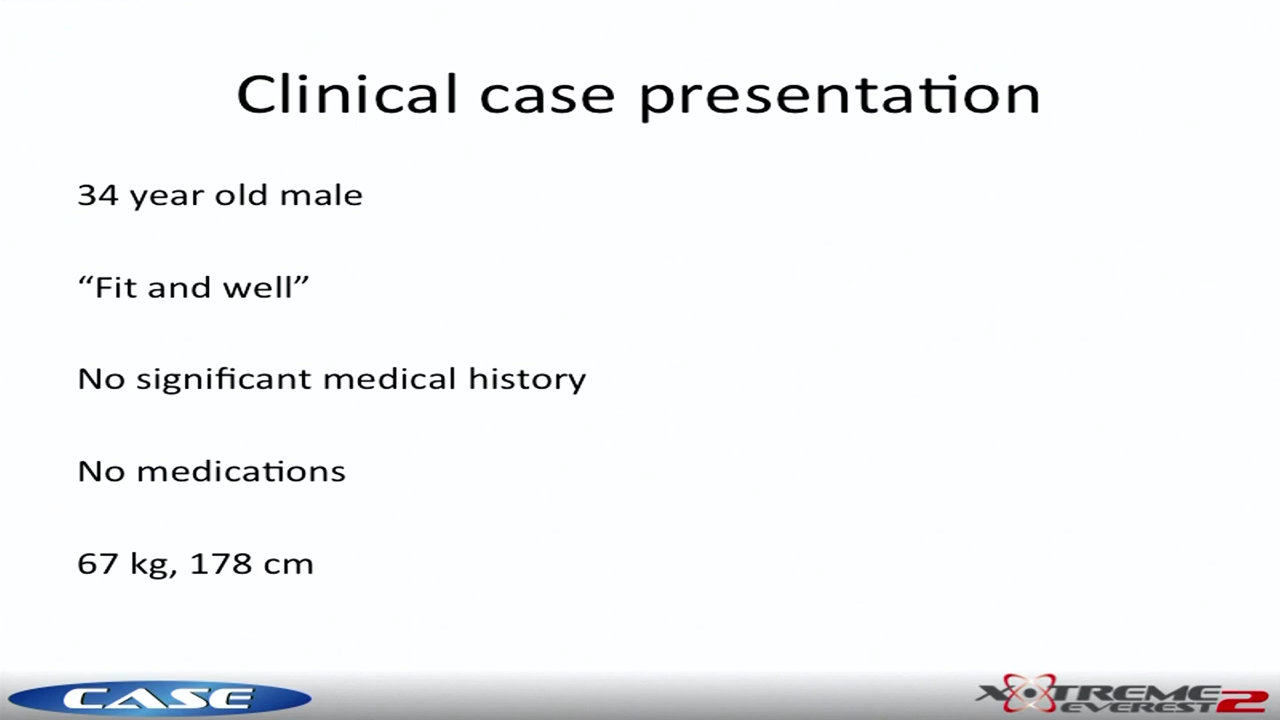 Clinical case presentation
34 year old male
“Fit and well”
No significant medical history
No medications
67 kg, 178 cm
CASE
XTREME
EVEREST 2